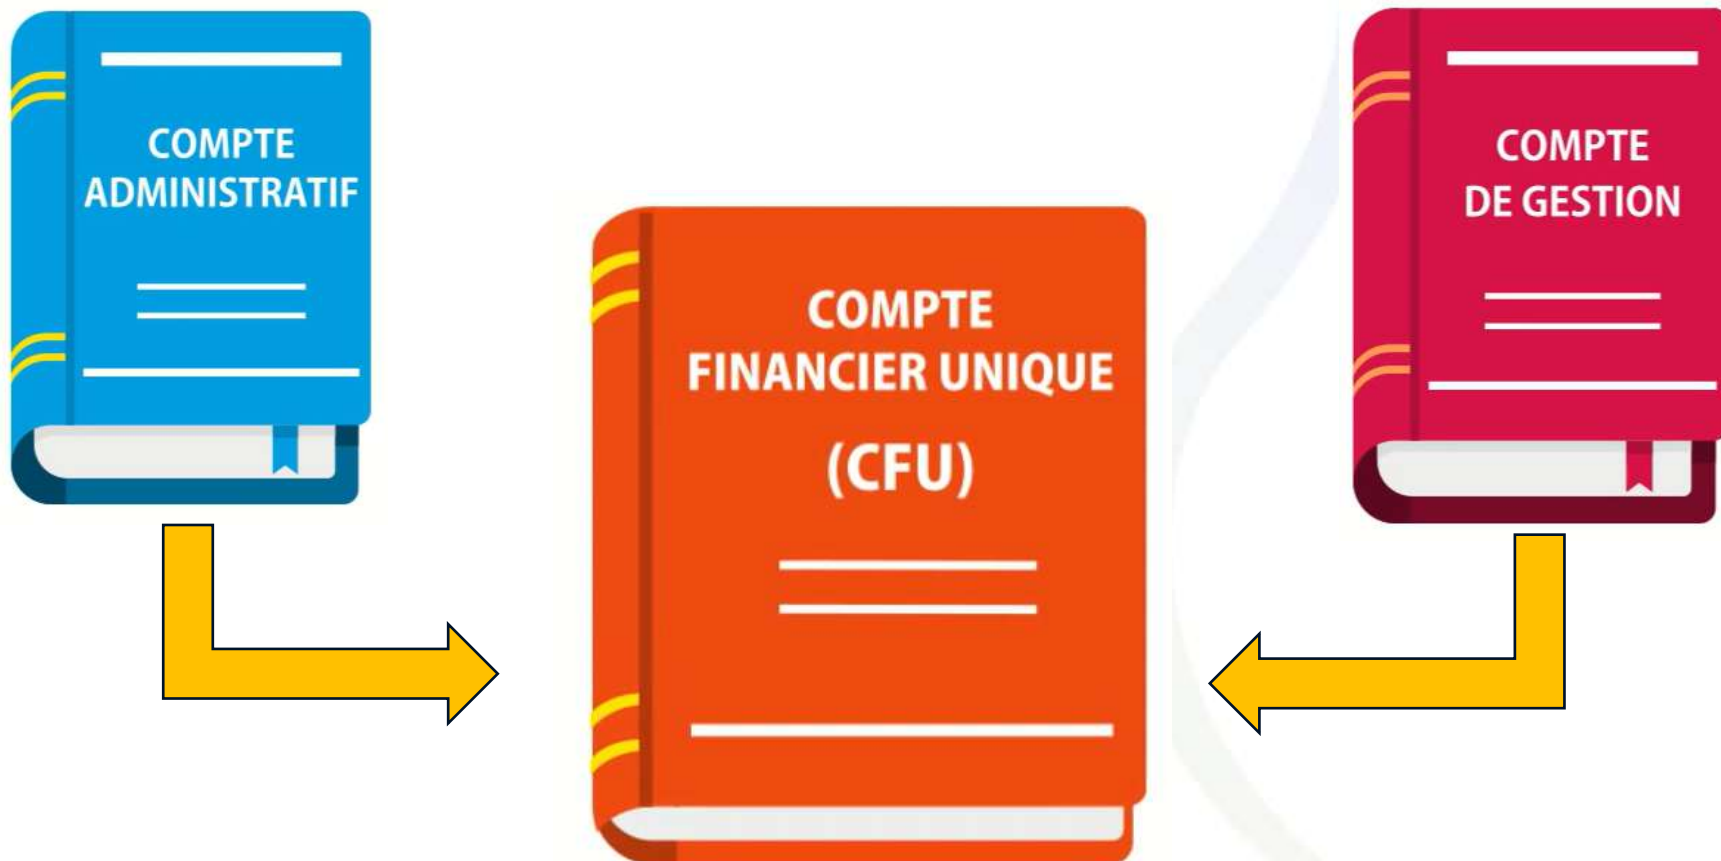 COMPTE
ADMINISTRATIF
COMPTE
FINANCIER UNIQUE
(CFU)
COMPTE
DE GESTION